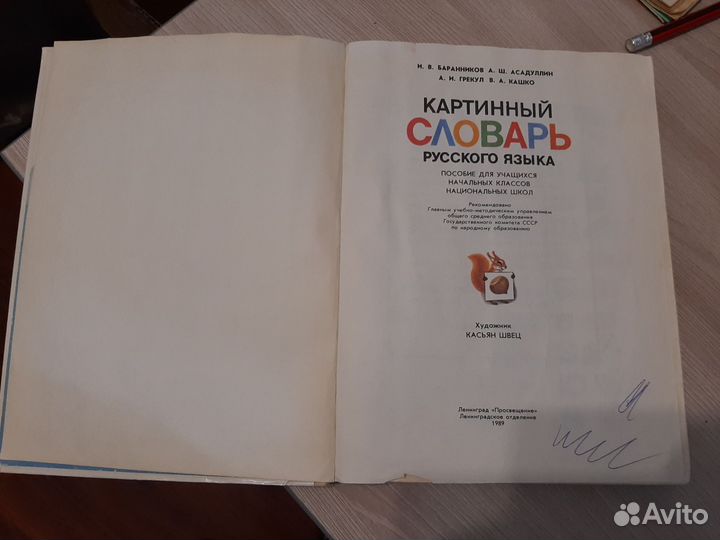 И. В. БАРАННИКОВ А. Ш. АСАДУЛЛИН
А. И. ГРЕКУЛ В. А. КАШКО
КАРТИННЫЙ
СЛОВАРЬ
РУССКОГО ЯЗЫКА
ПОСОБИЕ ДЛЯ УЧАЩИХСЯ
НАЧАЛЬНЫХ КЛАССОВ
НАЦИОНАЛЬНЫХ ШКОЛ
Рекомендовано
Главным учебно-методическим управлением
общего среднего образования
Государственного комитета СССР
по народному образованию
Художник
КАСЬЯН ШВЕЦ
Ленинград «Просвещение»
Ленинградское отделение
1989
Avito